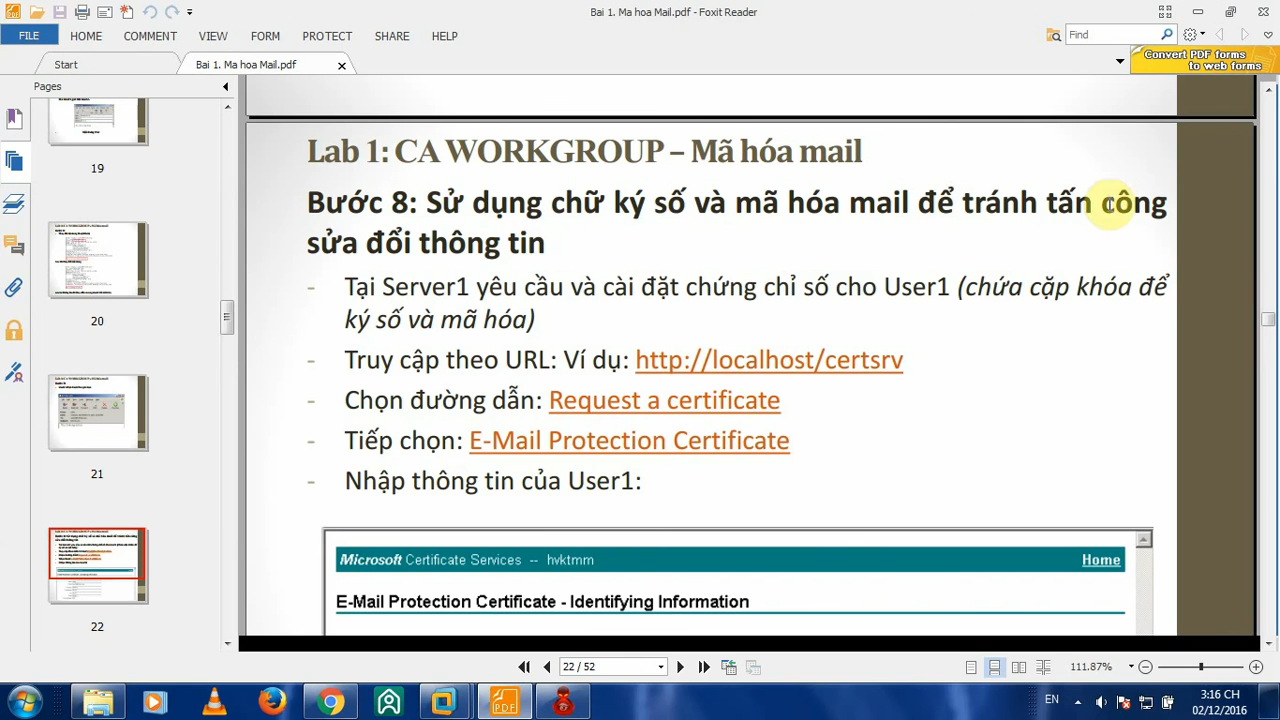 Bai 1. Ma hoa Mail.pdf - Foxit Reader
FILE HOME COMMENT VIEW FORM PROTECT SHARE HELP
Find
Convert PDF forms
to web forms
Start
Bai 1. Ma hoa Mail.pdf
Pages
19
20
21
22
Lab 1: CA WORKGROUP – Mã hóa mail
Bước 8: Sử dụng chữ ký số và mã hóa mail để tránh tấn công
sửa đổi thông tin
- Tại Server1 yêu cầu và cài đặt chứng chỉ số cho User1 (chứa cặp khóa để
ký số và mã hóa)
- Truy cập theo URL: Ví dụ: http://localhost/certsrv
- Chọn đường dẫn: Request a certificate
- Tiếp chọn: E-Mail Protection Certificate
- Nhập thông tin của User1:
Microsoft Certificate Services -- hvktmm
Home
E-Mail Protection Certificate - Identifying Information
22 / 52
111.87%
EN
3:16 CH
02/12/2016